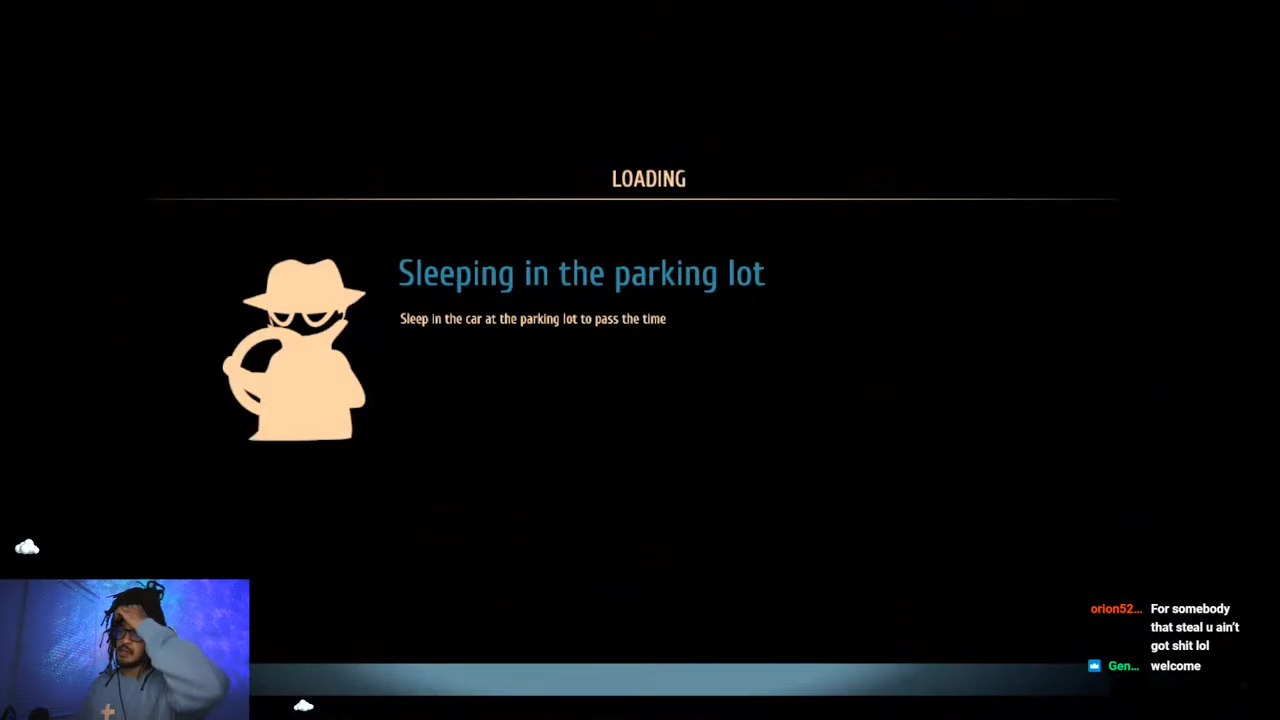 LOADING
Sleeping in the parking lot
Sleep in the car at the parking lot to pass the time
orion52… For somebody
that steal u ain’t
got shit lol
Gen… welcome